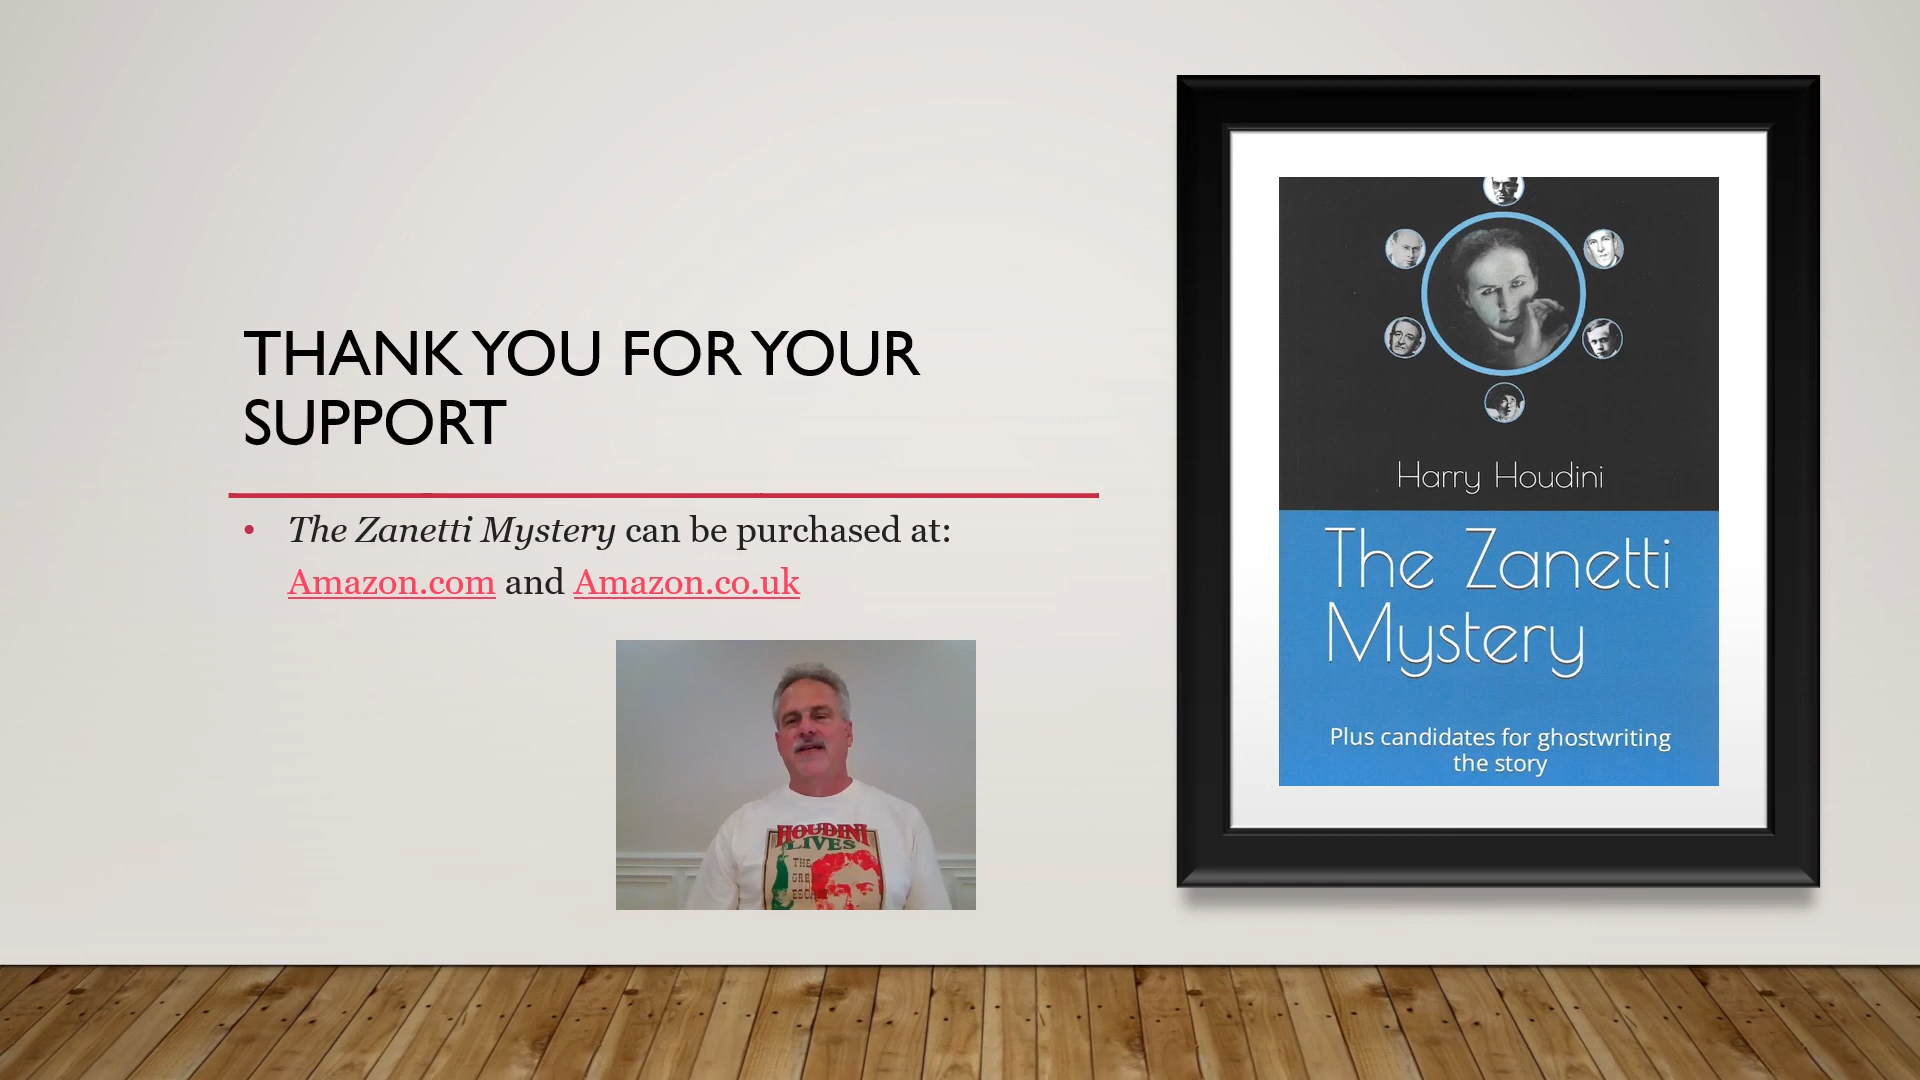 THANK YOU FOR YOUR
SUPPORT
• The Zanetti Mystery can be purchased at:
Amazon.com and Amazon.co.uk
HOUDINI
LIVES
THE
Harry Houdini
The Zanetti
Mystery
Plus candidates for ghostwriting
the story